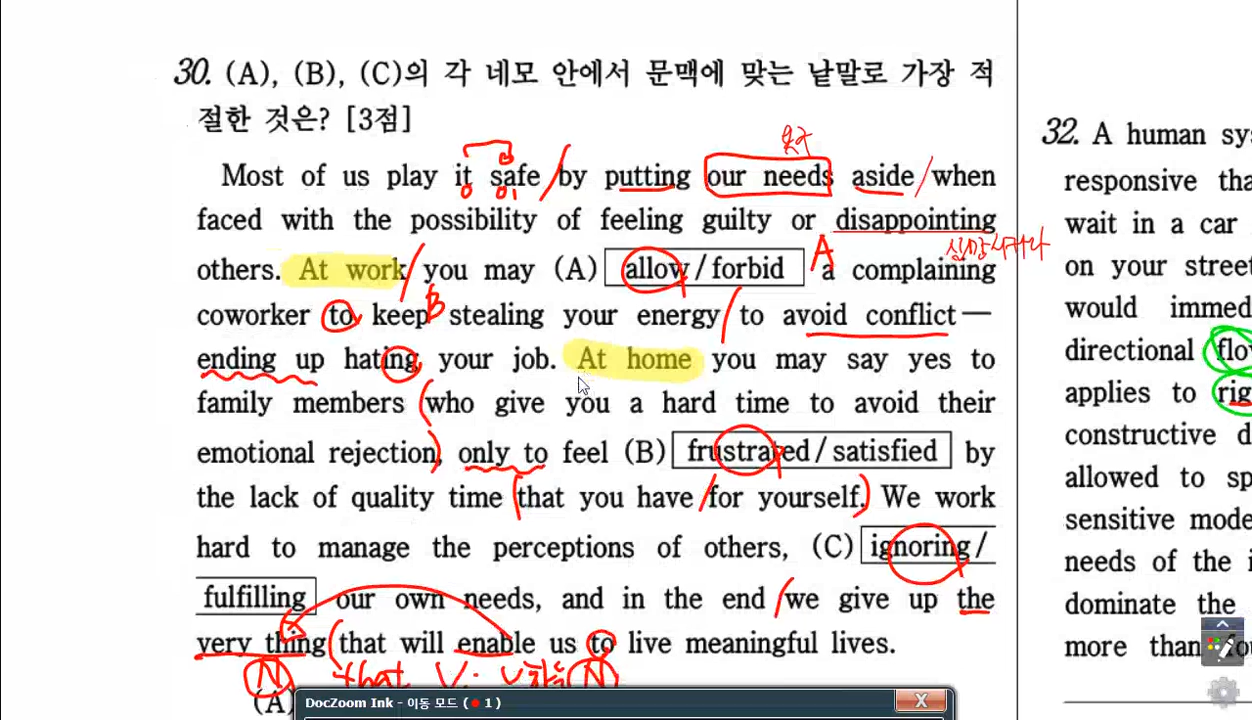 30. (A), (B), (C)의 각 네모 안에서 문맥에 맞는 낱말로 가장 적
절한 것은? [3점]
욕구
Most of us play it safe / by putting our needs aside / when
faced with the possibility of feeling guilty or disappointing
others. At work / you may (A) allow / forbid a complaining
A
coworker to keep stealing your energy / to avoid conflict—
B
ending up hating your job. At home you may say yes to
family members (who give you a hard time to avoid their
emotional rejection), only to feel (B) frustrated / satisfied by
the lack of quality time (that you have / for yourself.) We work
hard to manage the perceptions of others, (C) ignoring /
fulfilling our own needs, and in the end / we give up the
very thing (that will enable us to live meaningful lives.
N that V: N
(A)
DocZoom Ink - 이동 모드 ( 1 )
X
32. A human sys
responsive tha
wait in a car
on your street
would immed
directional flo
applies to rig
constructive d
allowed to sp
sensitive mode
needs of the i
dominate the
more than